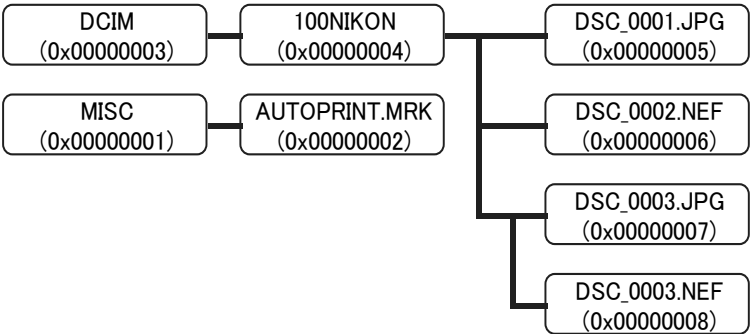 DCIM
(0x00000003)
100NIKON
(0x00000004)
DSC_0001.JPG
(0x00000005)
MISC
(0x00000001)
AUTOPRINT.MRK
(0x00000002)
DSC_0002.NEF
(0x00000006)
DSC_0003.JPG
(0x00000007)
DSC_0003.NEF
(0x00000008)